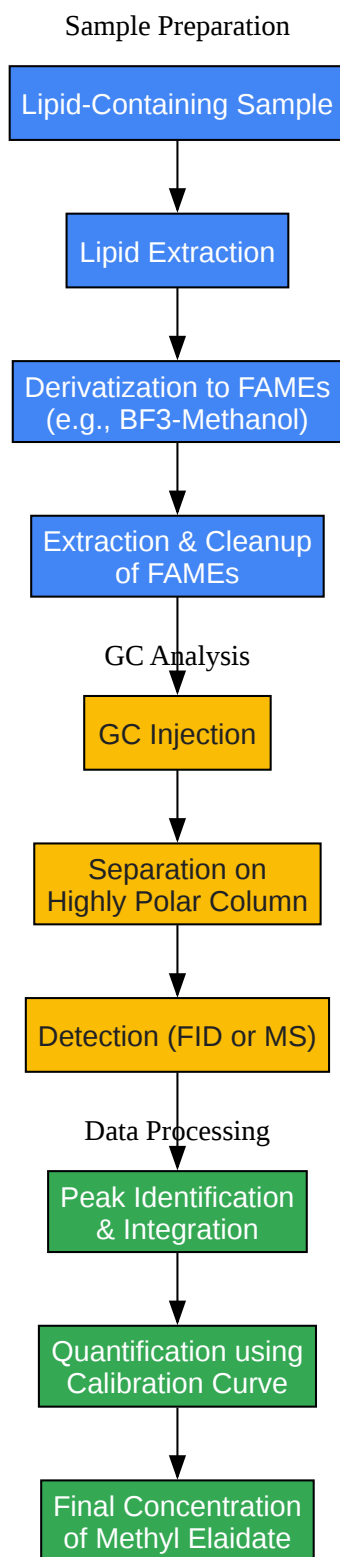 Sample Preparation
Lipid-Containing Sample
Lipid Extraction
Derivatization to FAMEs
(e.g., BF3-Methanol)
Extraction & Cleanup
of FAMEs
GC Analysis
GC Injection
Separation on
Highly Polar Column
Detection (FID or MS)
Data Processing
Peak Identification
& Integration
Quantification using
Calibration Curve
Final Concentration
of Methyl Elaidate